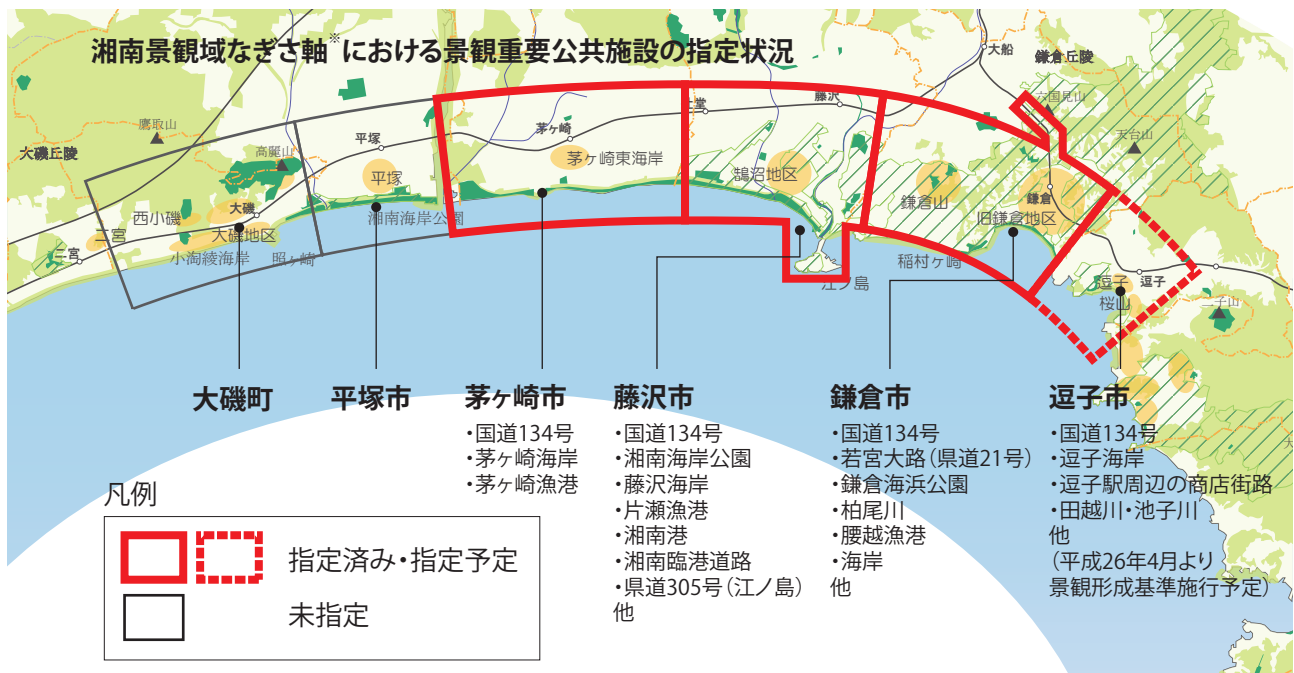 湘南景観域なぎさ軸※における景観重要公共施設の指定状況
大船
鎌倉丘陵
六国見山
天台山
鷹取山
大磯丘陵
高麗山
平塚
茅ヶ崎
藤沢
茅ヶ崎東海岸
鵠沼地区
鎌倉山
鎌倉
旧鎌倉地区
平塚
西小磯
大磯
大磯地区
湘南海岸公園
二宮
二宮
小淘綾海岸
照ヶ崎
稲村ヶ崎
江ノ島
逗子
逗子
桜山
二子山
大磯町
平塚市
茅ヶ崎市
・国道134号
・茅ヶ崎海岸
・茅ヶ崎漁港
藤沢市
・国道134号
・湘南海岸公園
・藤沢海岸
・片瀬漁港
・湘南港
・湘南臨港道路
・県道305号（江ノ島）
他
鎌倉市
・国道134号
・若宮大路（県道21号）
・鎌倉海浜公園
・柏尾川
・腰越漁港
・海岸
他
逗子市
・国道134号
・逗子海岸
・逗子駅周辺の商店街路
・田越川・池子川
他
（平成26年4月より
景観形成基準施行予定）
凡例
指定済み・指定予定
未指定